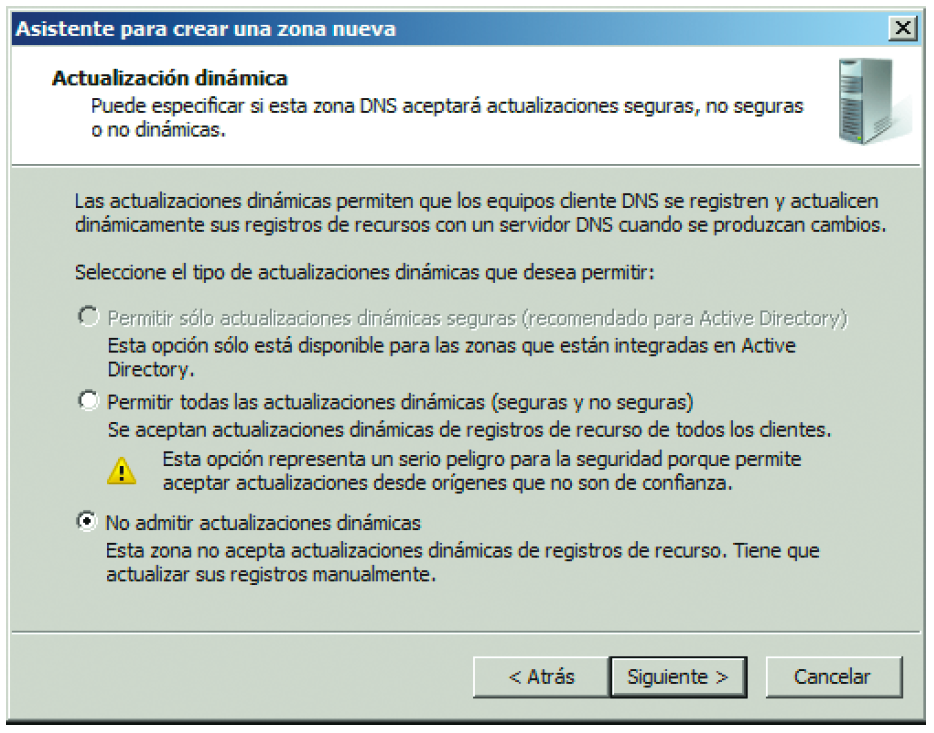 Asistente para crear una zona nueva
Actualización dinámica
Puede especificar si esta zona DNS aceptará actualizaciones seguras, no seguras
o no dinámicas.
Las actualizaciones dinámicas permiten que los equipos cliente DNS se registren y actualicen
dinámicamente sus registros de recursos con un servidor DNS cuando se produzcan cambios.
Seleccione el tipo de actualizaciones dinámicas que desea permitir:
Permitir sólo actualizaciones dinámicas seguras (recomendado para Active Directory)
Esta opción sólo está disponible para las zonas que están integradas en Active
Directory.
Permitir todas las actualizaciones dinámicas (seguras y no seguras)
Se aceptan actualizaciones dinámicas de registros de recurso de todos los clientes.
Esta opción representa un serio peligro para la seguridad porque permite
aceptar actualizaciones desde orígenes que no son de confianza.
No admitir actualizaciones dinámicas
Esta zona no acepta actualizaciones dinámicas de registros de recurso. Tiene que
actualizar sus registros manualmente.
< Atrás
Siguiente >
Cancelar